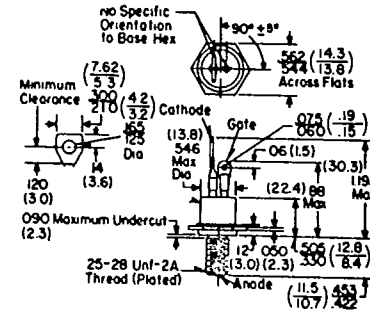 No Specific
Orientation
to Base Hex
90° ±5°
.562 (14.3
.544 13.8)
Across Flats
Minimum
Clearance
(7.62
5.3)
.300
.210
(4.2
3.2)
.165
.125
Dia
Cathode
Gate
.075 (.19
.060 .15)
(13.8)
.546
Max
Dia
.06 (1.5)
(30.3)
1.19
Ma
.14
(3.6)
(22.4) .88
Max
.120
(3.0)
.090 Maximum Undercut
(2.3)
.12
(3.0)
.050
(2.3)
.505 (12.8
.330 8.4)
25-28 Unf-2A
Thread (Plated)
Anode
(11.5 .453
10.7) .422